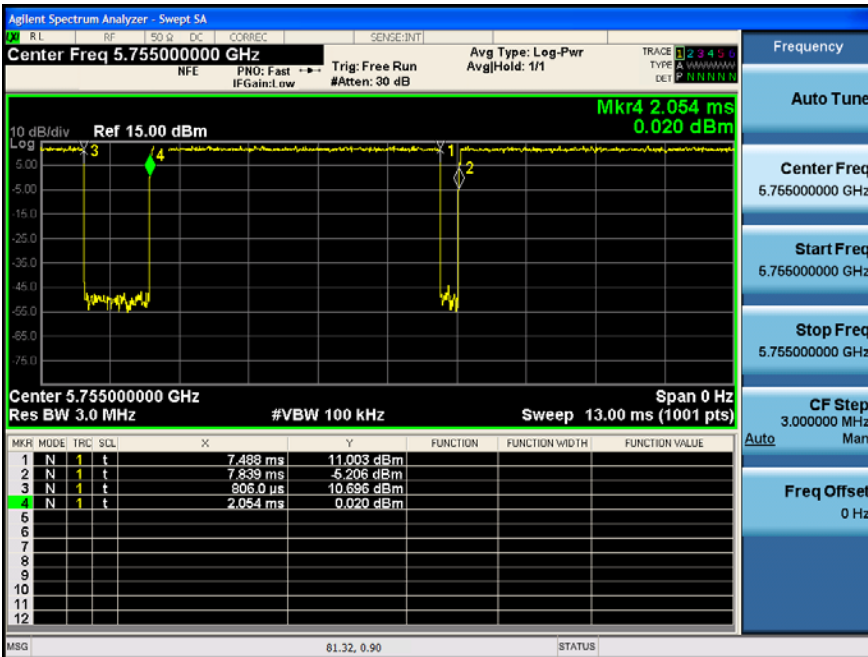 Agilent Spectrum Analyzer - Swept SA
RL RF 50 Ω DC CORREC SENSE:INT
Center Freq 5.755000000 GHz
NFE PNO: Fast IFGain:Low
Trig: Free Run
#Atten: 30 dB
Avg Type: Log-Pwr
Avg|Hold: 1/1
TRACE 1 2 3 4 5 6
TYPE A WWWWW
DET P N N N N N
Mkr4 2.054 ms
0.020 dBm
10 dB/div Ref 15.00 dBm
Log
5.00
-5.00
-15.0
-25.0
-35.0
-45.0
-55.0
-65.0
-75.0
3
4
1
2
Center 5.755000000 GHz Span 0 Hz
Res BW 3.0 MHz #VBW 100 kHz Sweep 13.00 ms (1001 pts)
MKR MODE TRC SCL X Y FUNCTION FUNCTION WIDTH FUNCTION VALUE
1 N 1 t 7.488 ms 11.003 dBm
2 N 1 t 7.839 ms -5.206 dBm
3 N 1 t 806.0 µs 10.696 dBm
4 N 1 t 2.054 ms 0.020 dBm
5
6
7
8
9
10
11
12
MSG 81.32, 0.90 STATUS
Frequency
Auto Tune
Center Freq
5.755000000 GHz
Start Freq
5.755000000 GHz
Stop Freq
5.755000000 GHz
CF Step
3.000000 MHz
Auto Man
Freq Offset
0 Hz